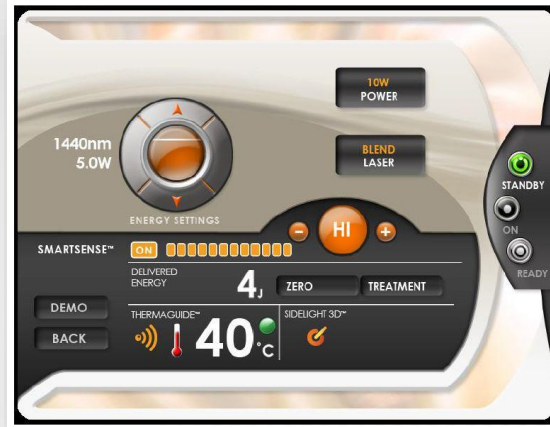 10W
POWER
1440nm
5.0W
BLEND
LASER
STANDBY
ENERGY SETTINGS
HI
ON
SMARTSENSE™ ON
READY
DELIVERED
ENERGY
4J
ZERO
TREATMENT
DEMO
THERMAGUIDE™
SIDELIGHT 3D™
BACK
40°C